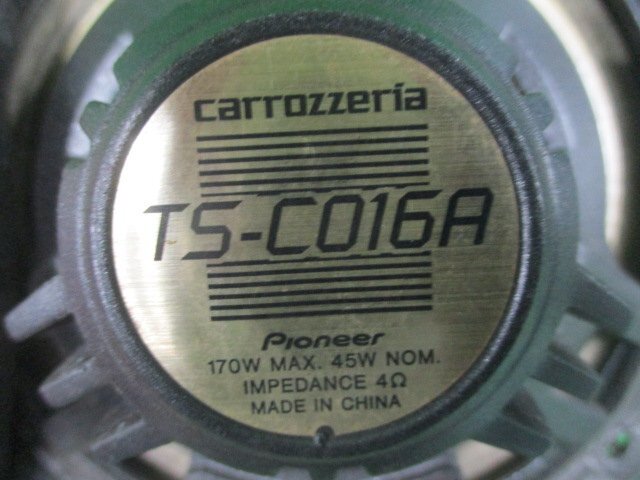 carrozzeria
TS-C016A
Pioneer
170W MAX. 45W NOM.
IMPEDANCE 4Ω
MADE IN CHINA